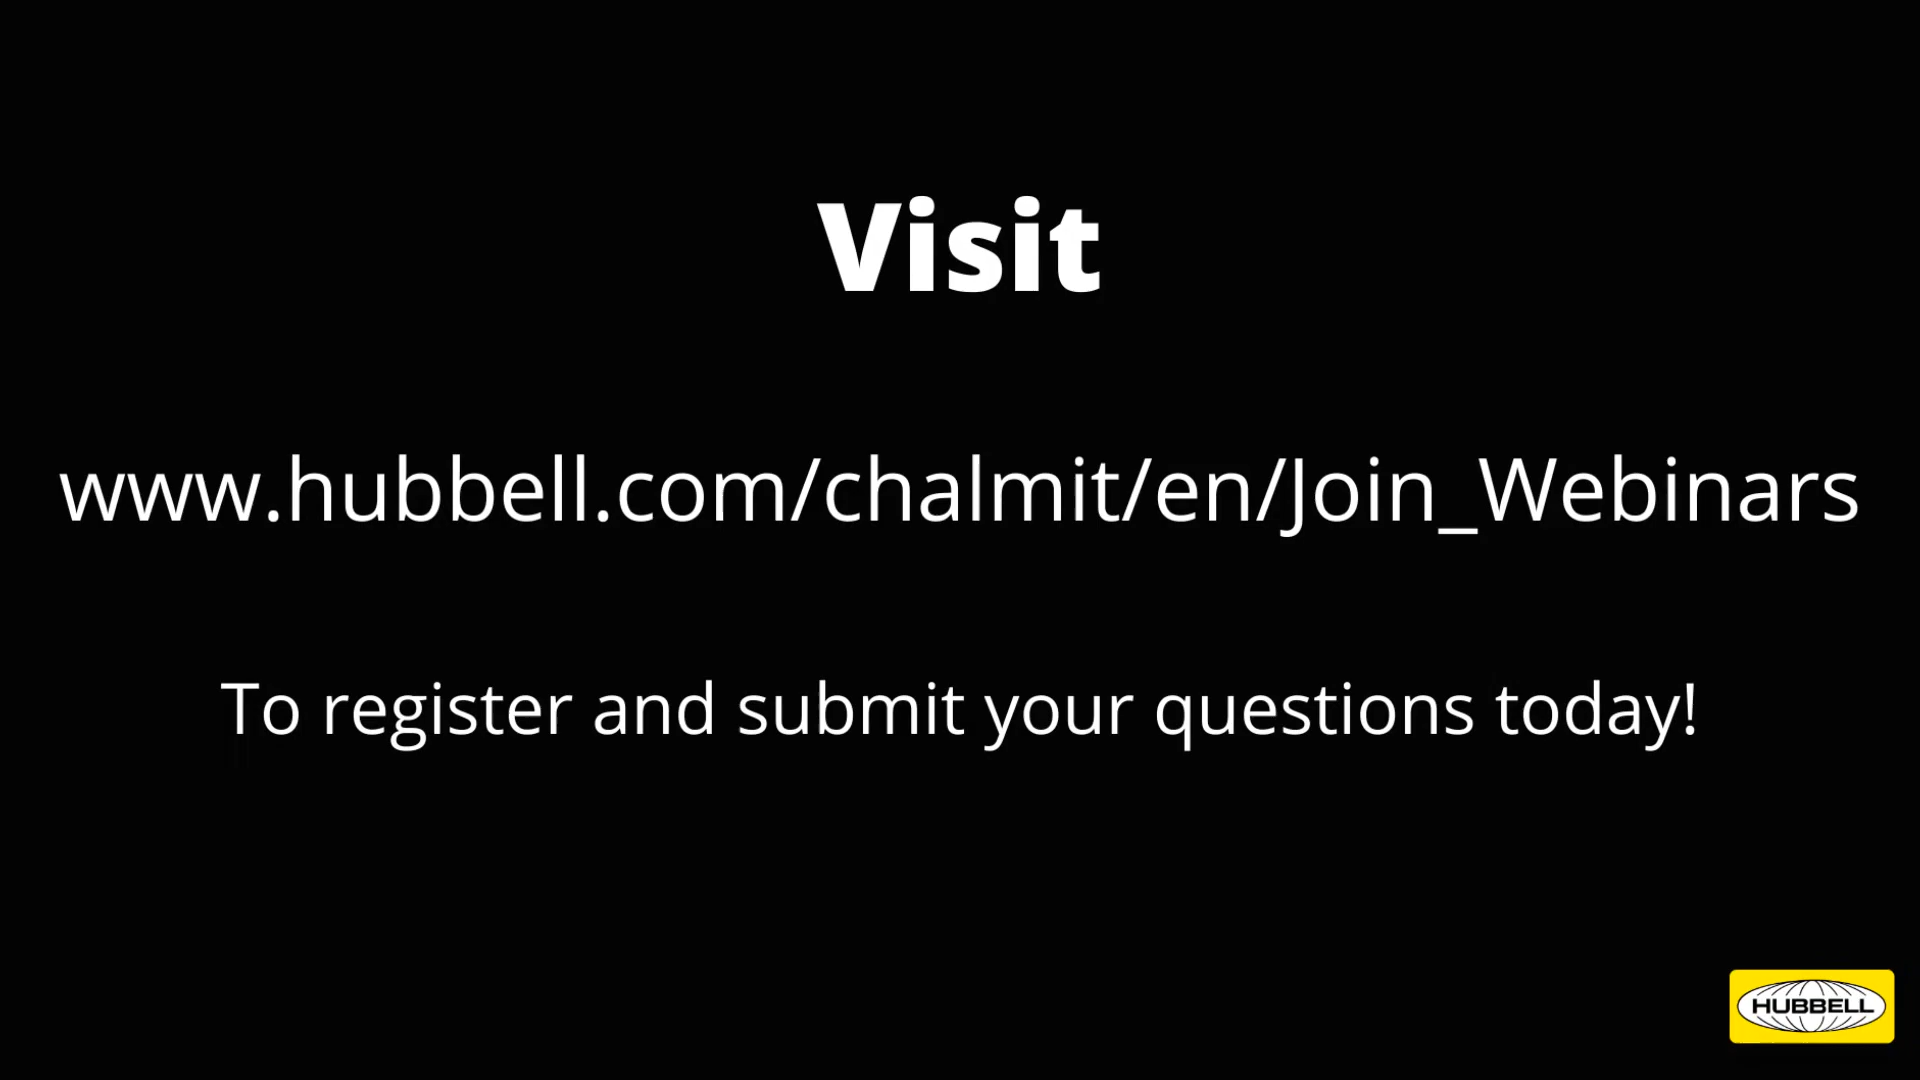 Visit
www.hubbell.com/chalmit/en/Join_Webinars
To register and submit your questions today!
HUBBELL